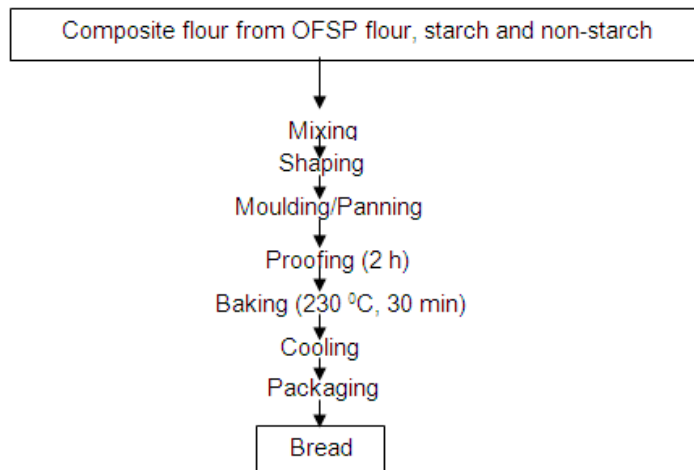 Composite flour from OFSP flour, starch and non-starch
Mixing
Shaping
Moulding/Panning
Proofing (2 h)
Baking (230 ⁰C, 30 min)
Cooling
Packaging
Bread